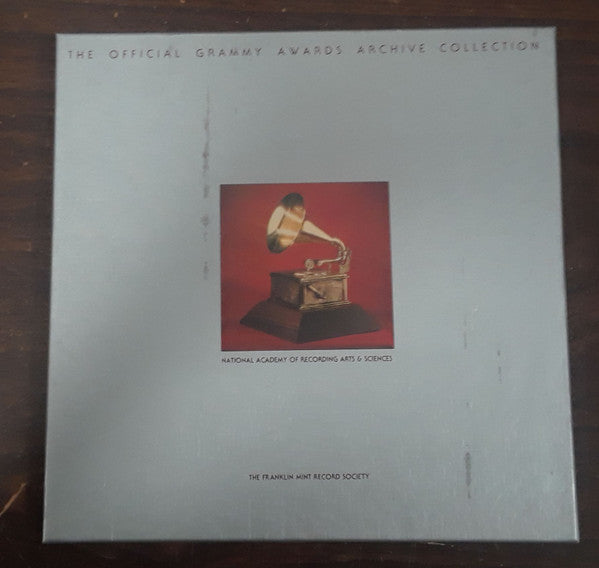 THE OFFICIAL GRAMMY AWARDS ARCHIVE COLLECTION
NATIONAL ACADEMY OF RECORDING ARTS & SCIENCES
THE FRANKLIN MINT RECORD SOCIETY